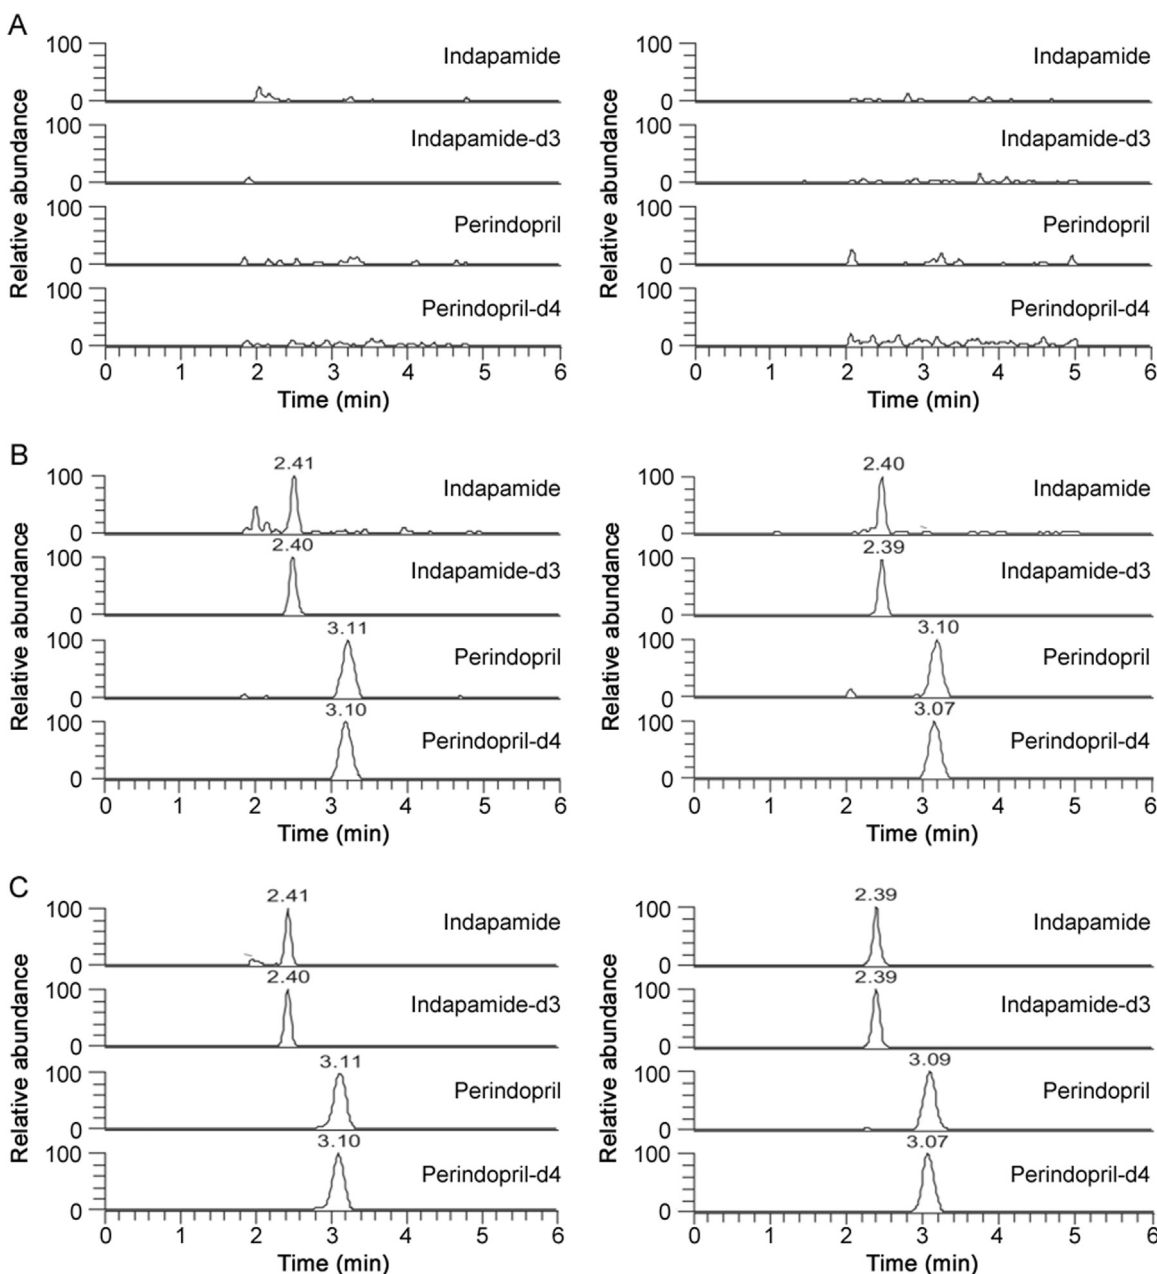 A
Relative abundance
100
0
Indapamide
100
0
Indapamide-d3
100
0
Perindopril
100
0
Perindopril-d4
0 1 2 3 4 5 6
Time (min)
Relative abundance
100
0
Indapamide
100
0
Indapamide-d3
100
0
Perindopril
100
0
Perindopril-d4
0 1 2 3 4 5 6
Time (min)
B
Relative abundance
2.41
100
0
Indapamide
2.40
100
0
Indapamide-d3
3.11
100
0
Perindopril
3.10
100
0
Perindopril-d4
0 1 2 3 4 5 6
Time (min)
Relative abundance
2.40
100
0
Indapamide
2.39
100
0
Indapamide-d3
3.10
100
0
Perindopril
3.07
100
0
Perindopril-d4
0 1 2 3 4 5 6
Time (min)
C
Relative abundance
2.41
100
0
Indapamide
2.40
100
0
Indapamide-d3
3.11
100
0
Perindopril
3.10
100
0
Perindopril-d4
0 1 2 3 4 5 6
Time (min)
Relative abundance
2.39
100
0
Indapamide
2.39
100
0
Indapamide-d3
3.09
100
0
Perindopril
3.07
100
0
Perindopril-d4
0 1 2 3 4 5 6
Time (min)